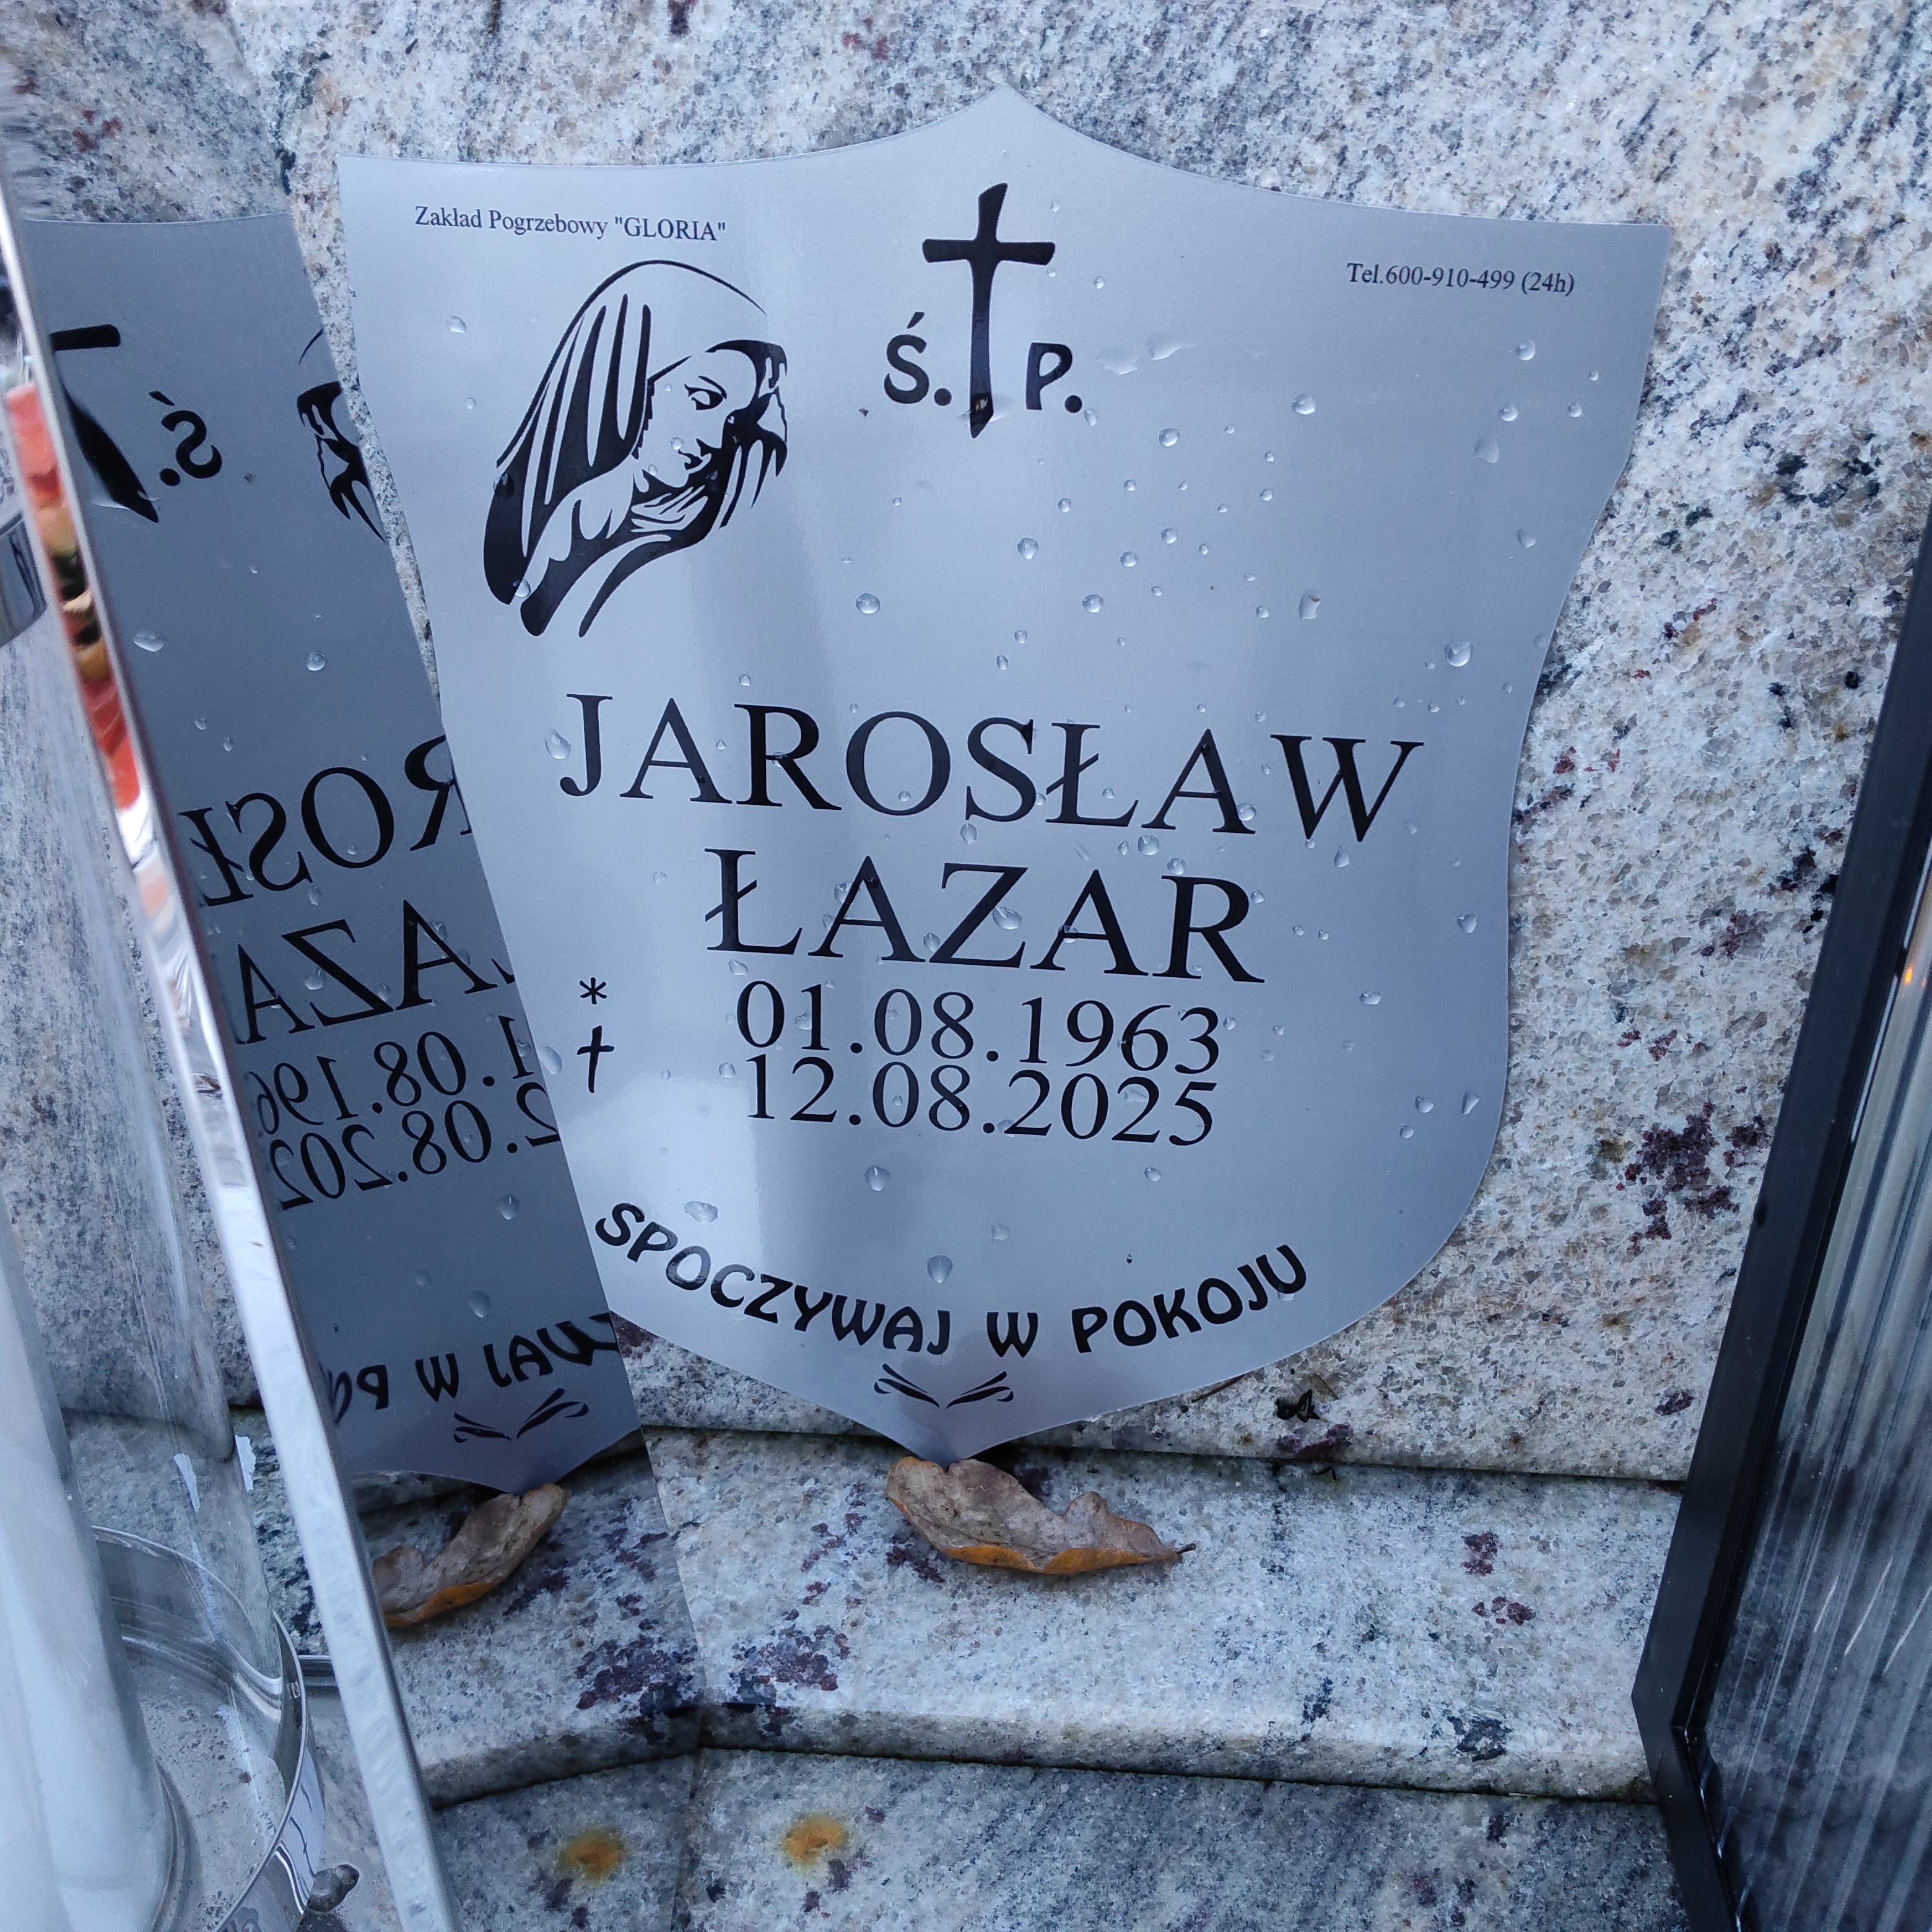 Zakład Pogrzebowy "GLORIA"
Tel.600-910-499 (24h)
Ś. P.
JAROSŁAW
ŁAZAR
* 01.08.1963
† 12.08.2025
SPOCZYWAJ W POKOJU